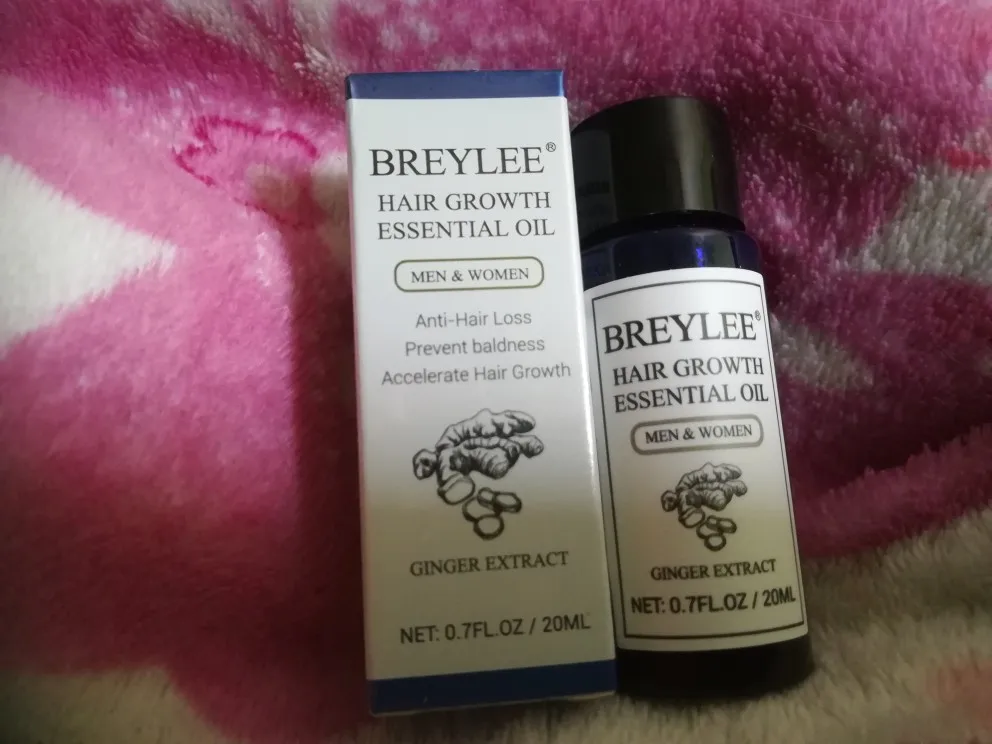 BREYLEE®
HAIR GROWTH
ESSENTIAL OIL
MEN & WOMEN
Anti-Hair Loss
Prevent baldness
Accelerate Hair Growth
GINGER EXTRACT
NET: 0.7FL.OZ / 20ML
BREYLEE®
HAIR GROWTH
ESSENTIAL OIL
MEN & WOMEN
GINGER EXTRACT
NET: 0.7FL.OZ / 20ML